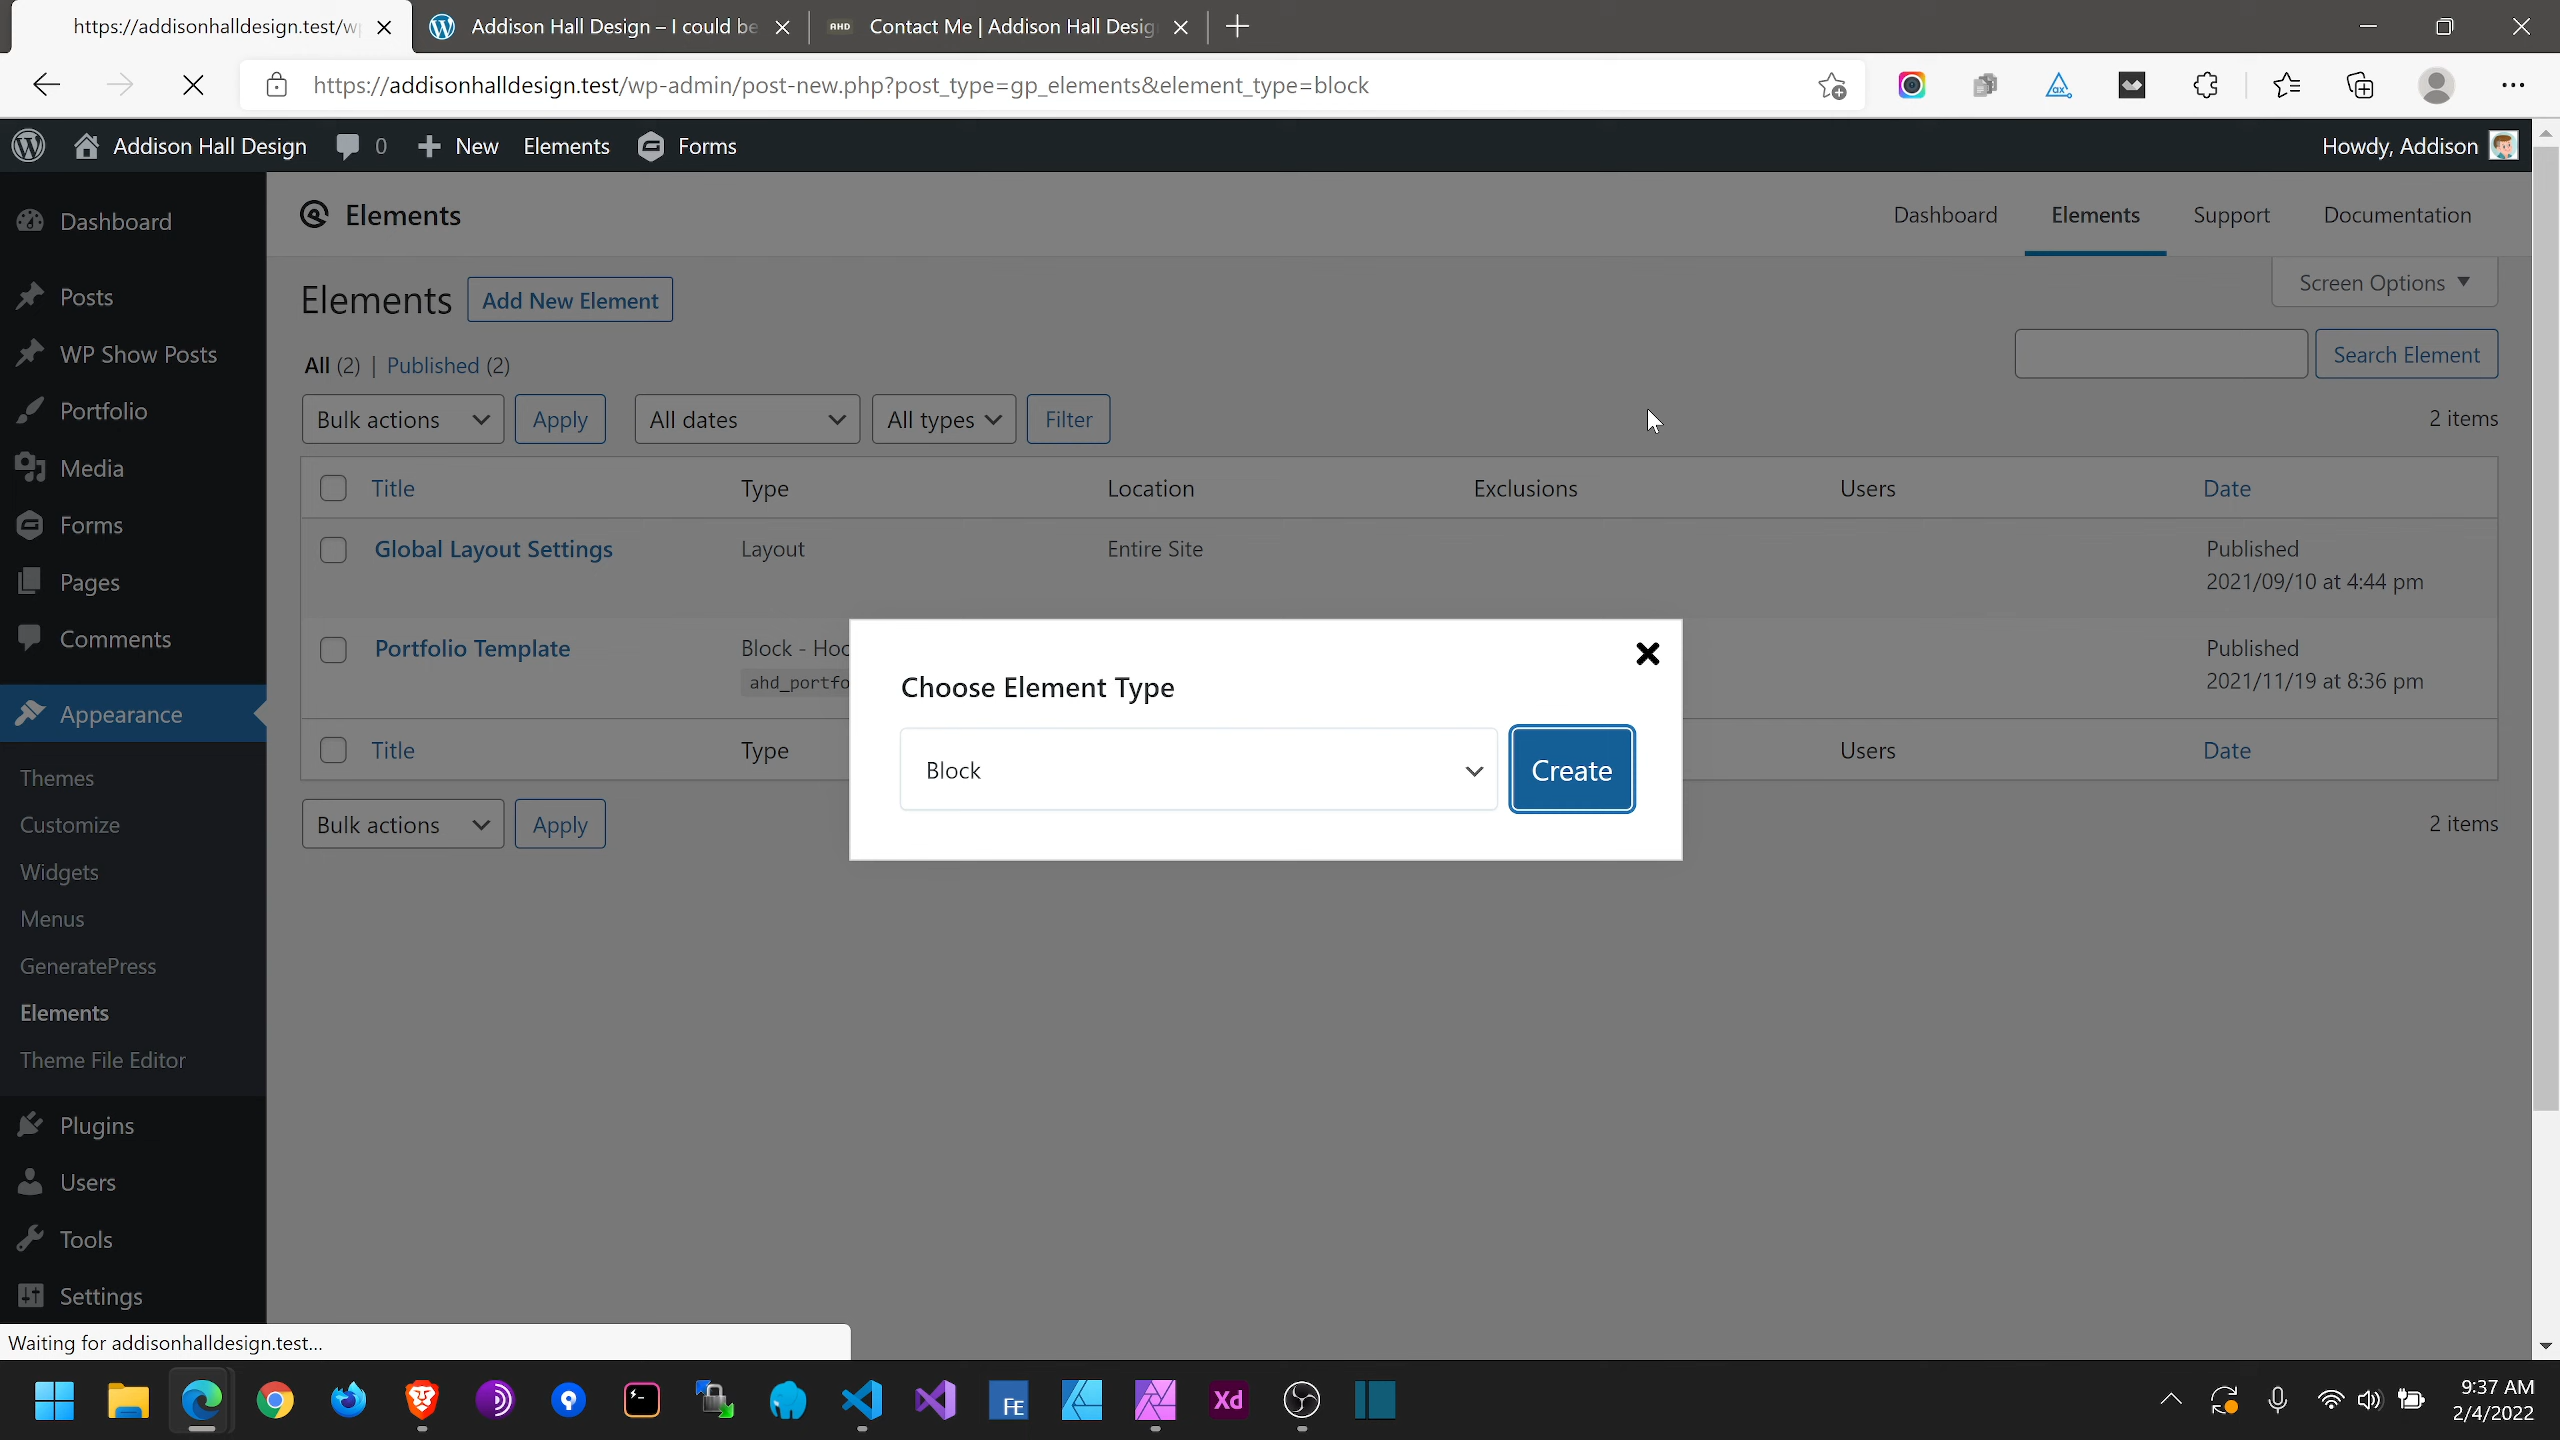 https://addisonhalldesign.test/w
Addison Hall Design – I could be
AHD Contact Me | Addison Hall Desig
https://addisonhalldesign.test/wp-admin/post-new.php?post_type=gp_elements&element_type=block
Addison Hall Design
0
New
Elements
Forms
Howdy, Addison
Elements
Dashboard
Elements
Support
Documentation
Dashboard
Posts
WP Show Posts
Portfolio
Media
Forms
Pages
Comments
Appearance
Themes
Customize
Widgets
Menus
GeneratePress
Elements
Theme File Editor
Plugins
Users
Tools
Settings
Elements Add New Element
Screen Options
All (2) | Published (2)
Search Element
Bulk actions Apply All dates All types Filter 2 items
Title Type Location Exclusions Users Date
Global Layout Settings Layout Entire Site Published
2021/09/10 at 4:44 pm
Portfolio Template Block - Hoo Published
ahd_portfo 2021/11/19 at 8:36 pm
Title Type Users Date
Bulk actions Apply 2 items
Choose Element Type
Block
Create
Waiting for addisonhalldesign.test...
FE
Xd
9:37 AM
2/4/2022